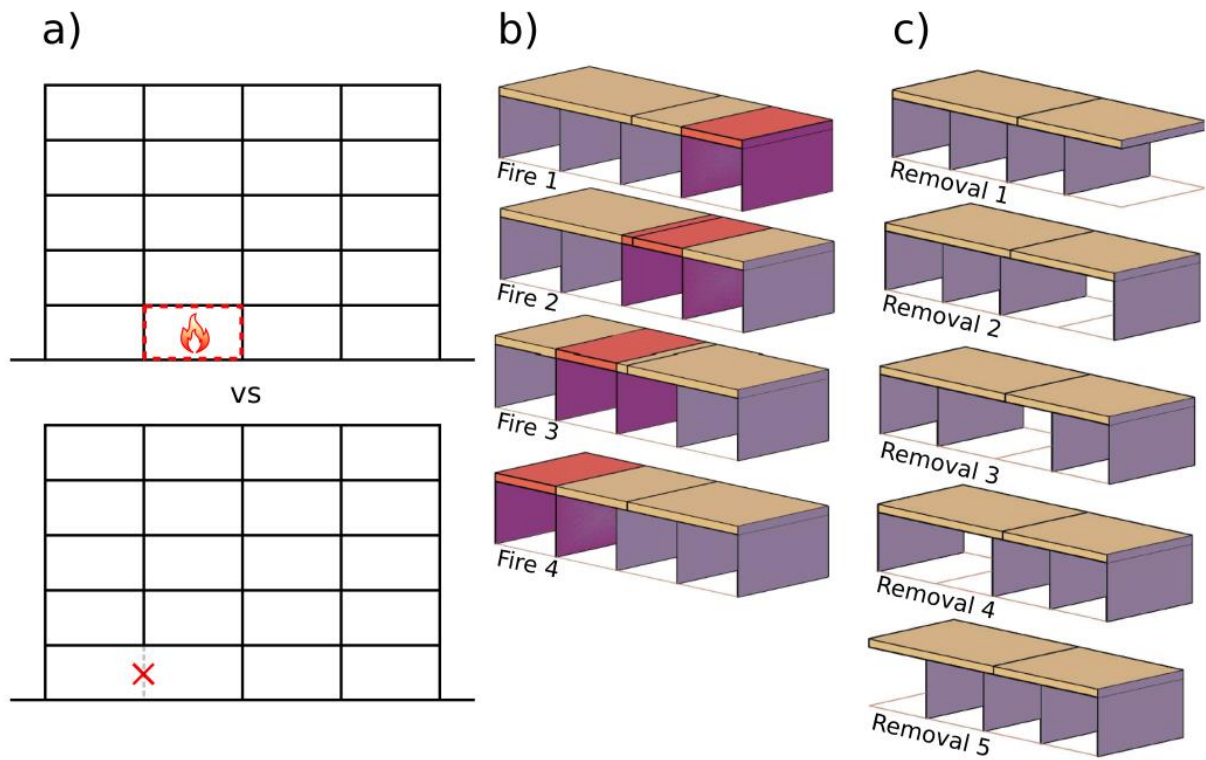 a)
vs
b)
Fire 1
Fire 2
Fire 3
Fire 4
c)
Removal 1
Removal 2
Removal 3
Removal 4
Removal 5